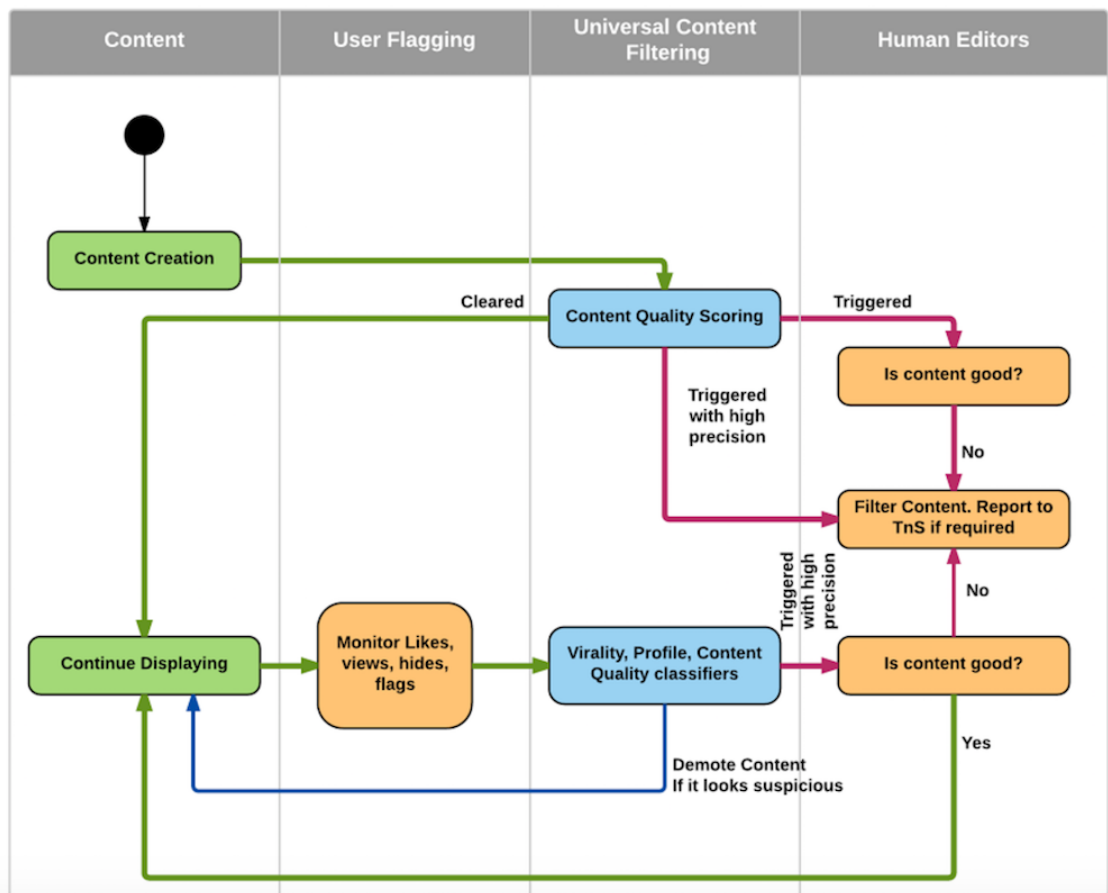 Content
User Flagging
Universal Content
Filtering
Human Editors
Content Creation
Cleared
Content Quality Scoring
Triggered
Is content good?
Triggered
with high
precision
No
Filter Content. Report to
TnS if required
Triggered
with high
precision
No
Continue Displaying
Monitor Likes,
views, hides,
flags
Virality, Profile, Content
Quality classifiers
Is content good?
Yes
Demote Content
If it looks suspicious